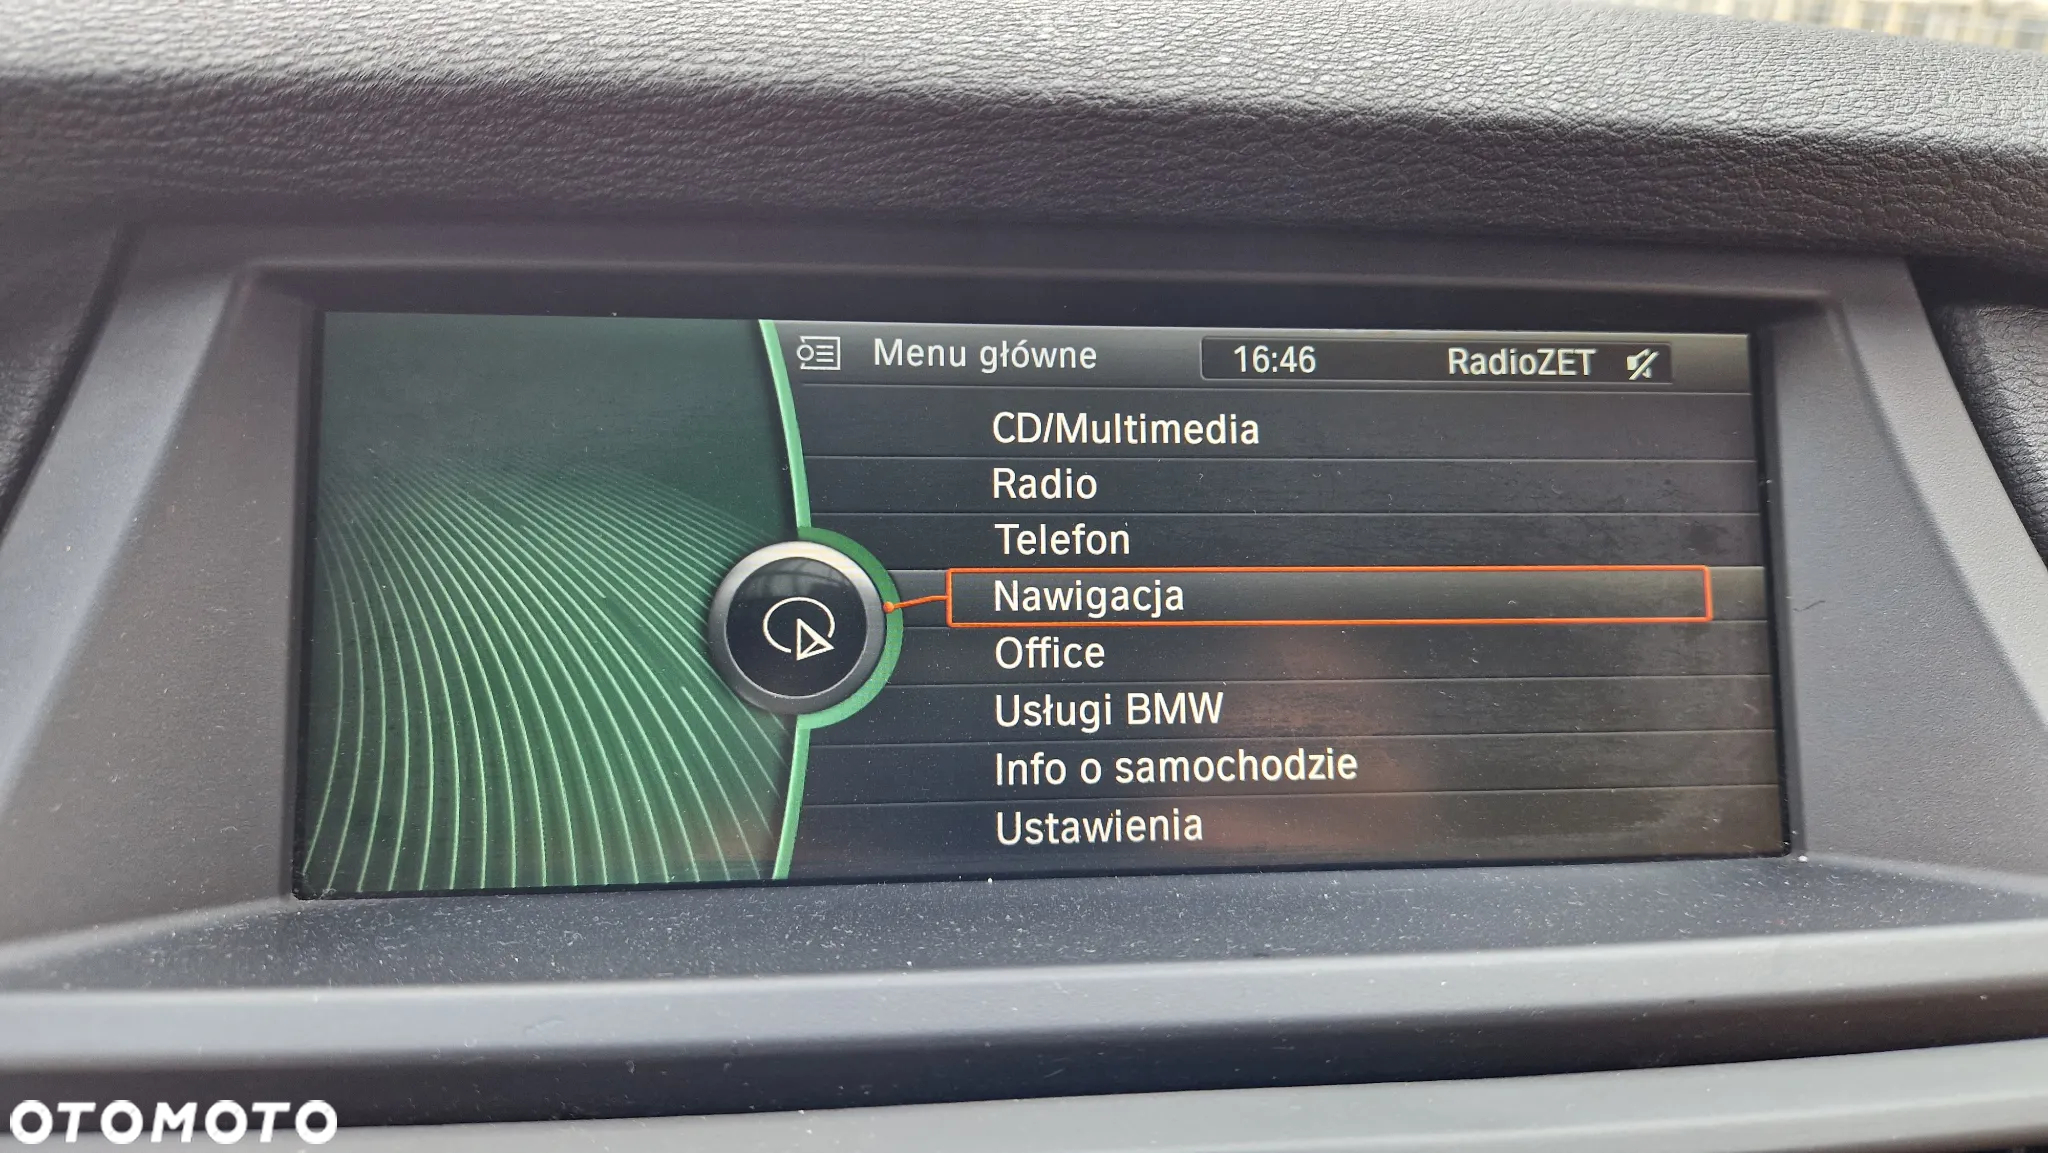 Menu główne 16:46 RadioZET
CD/Multimedia
Radio
Telefon
Nawigacja
Office
Usługi BMW
Info o samochodzie
Ustawienia
OTOMOTO